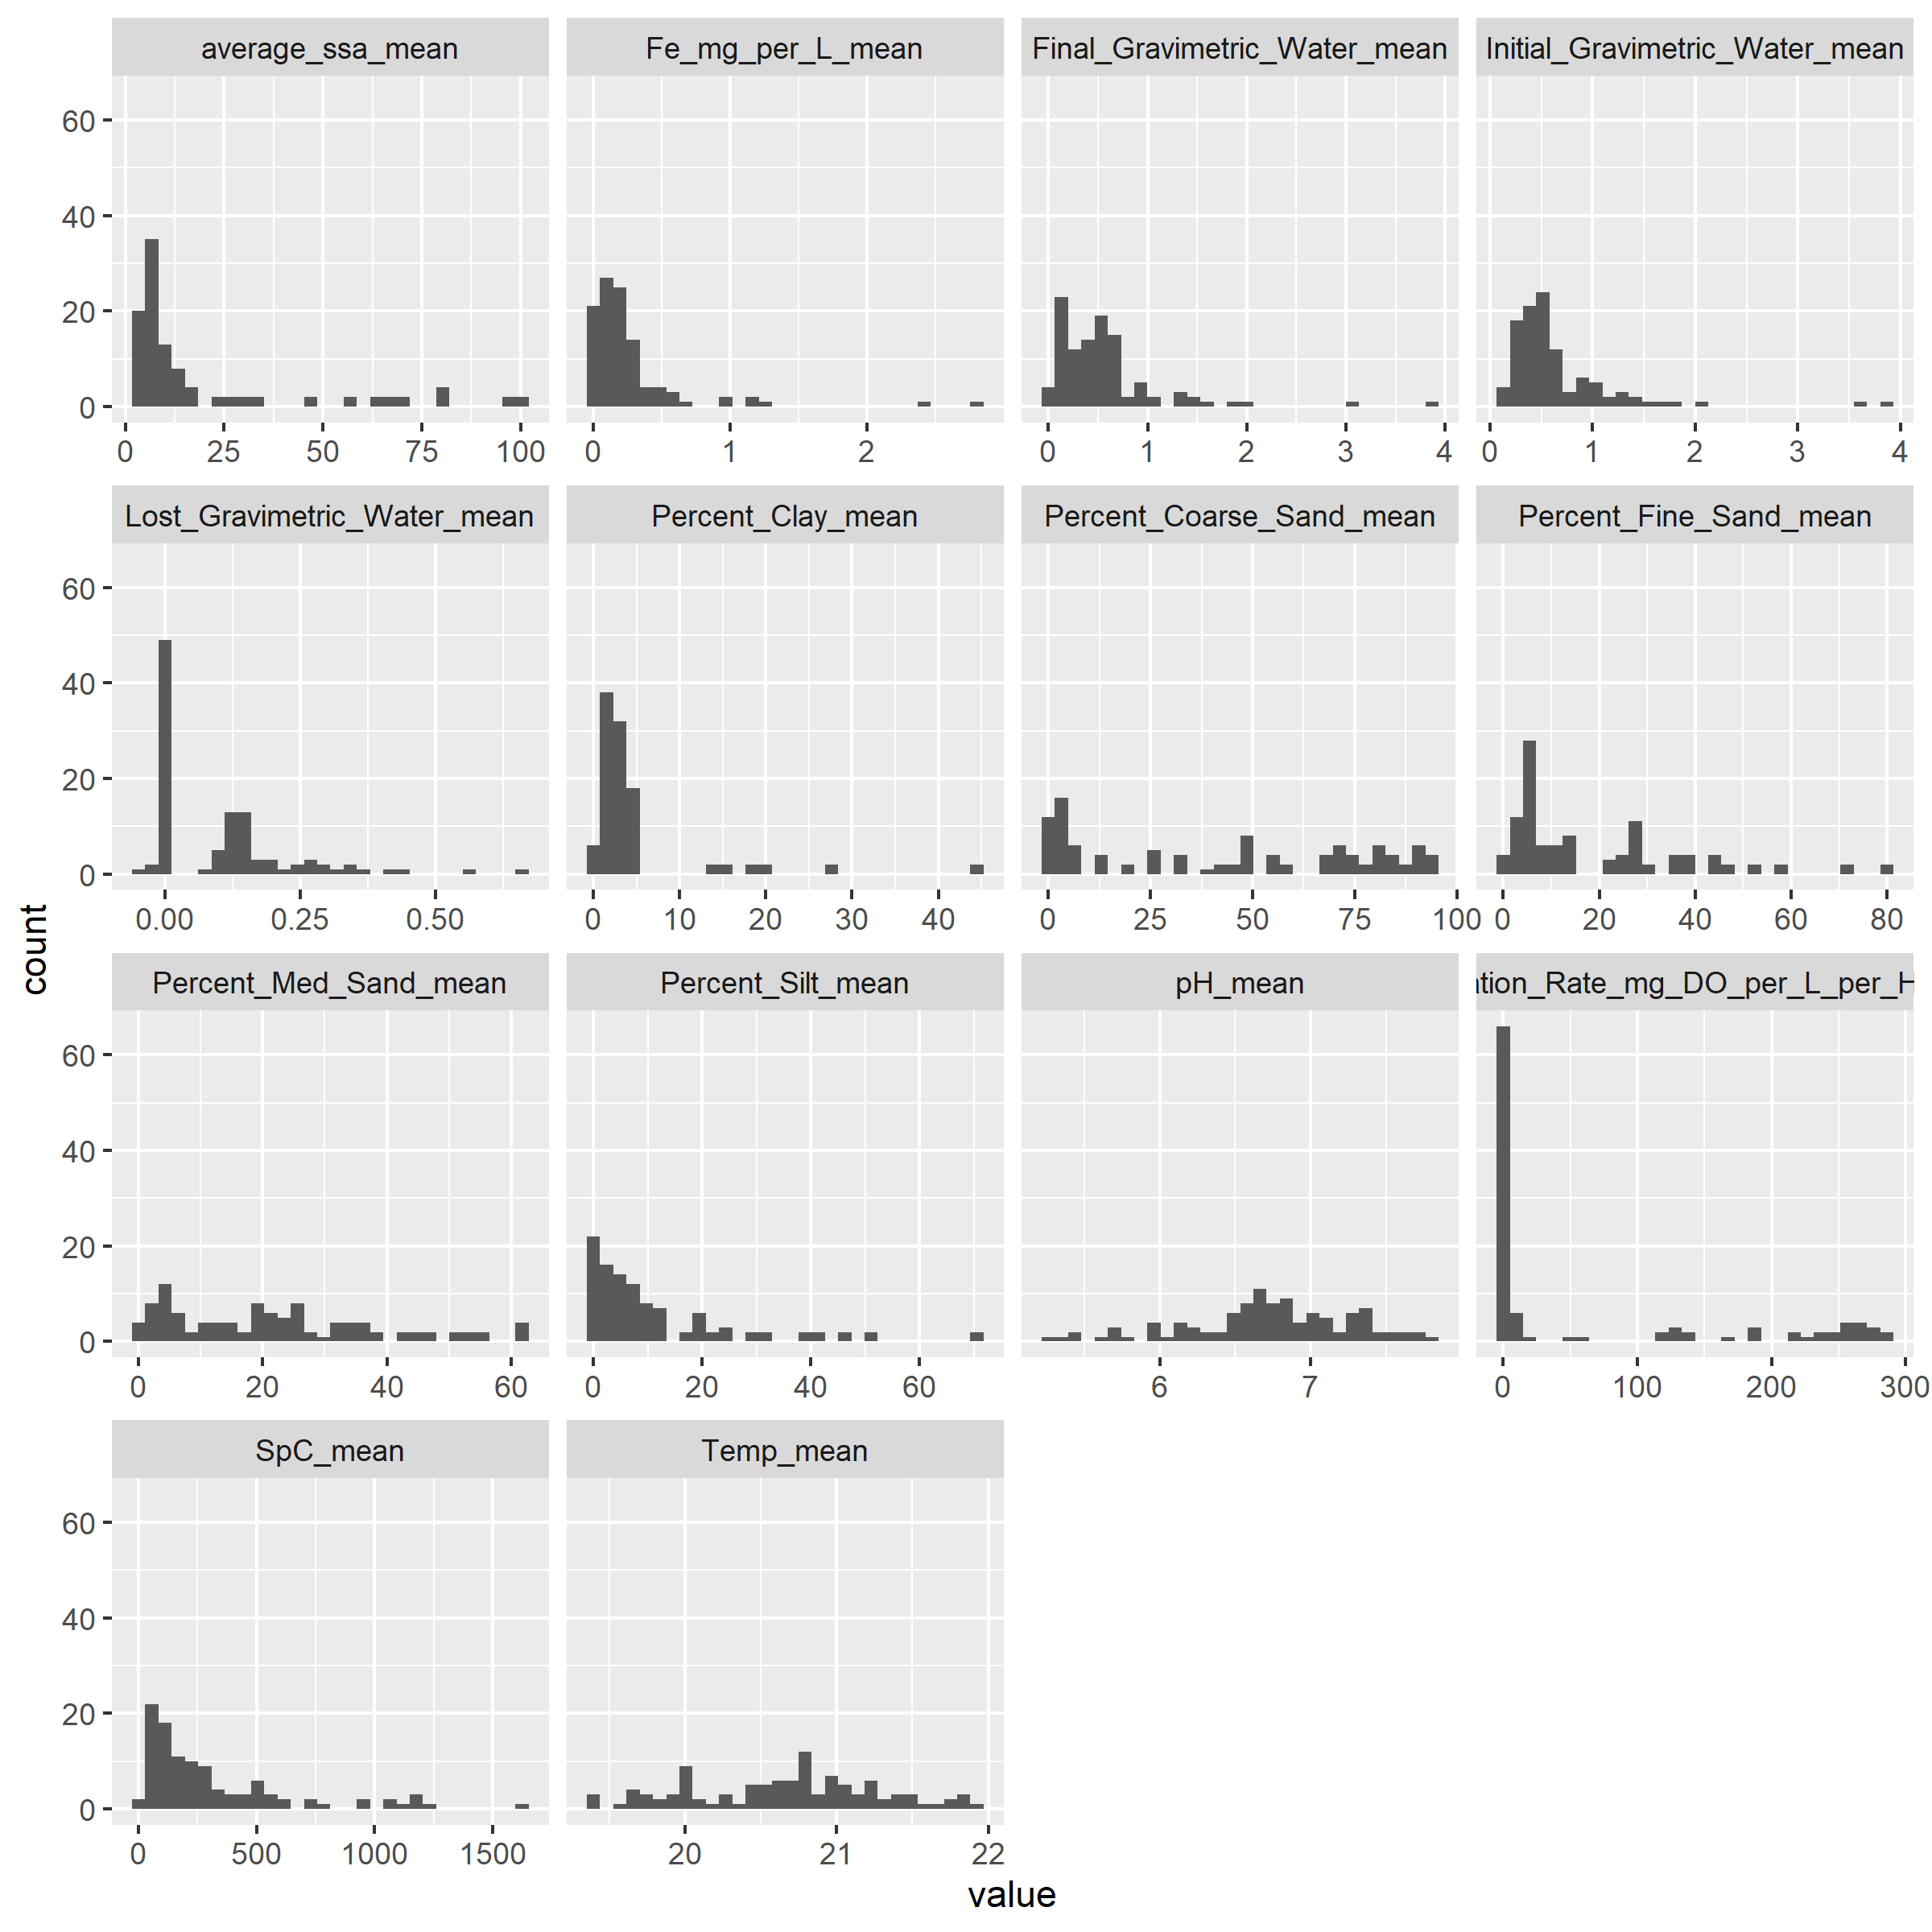 average_ssa_mean Fe_mg_per_L_mean Final_Gravimetric_Water_mean Initial_Gravimetric_Water_mean
60
40
20
0
0 25 50 75 100 0 1 2 0 1 2 3 4 0 1 2 3 4
Lost_Gravimetric_Water_mean Percent_Clay_mean Percent_Coarse_Sand_mean Percent_Fine_Sand_mean
60
40
20
0
0.00 0.25 0.50 0 10 20 30 40 0 25 50 75 100 0 20 40 60 80
count
Percent_Med_Sand_mean Percent_Silt_mean pH_mean ation_Rate_mg_DO_per_L_per_H
60
40
20
0
0 20 40 60 0 20 40 60 6 7 0 100 200 300
SpC_mean Temp_mean
60
40
20
0
0 500 1000 1500 20 21 22
value